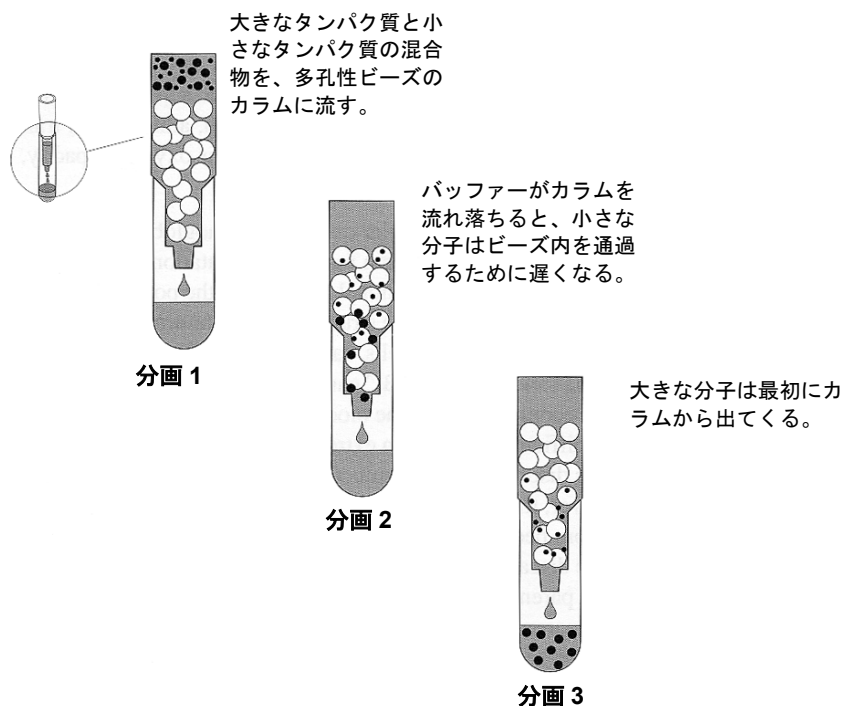 大きなタンパク質と小
さなタンパク質の混合
物を、多孔性ビーズの
カラムに流す。
分画 1
バッファーがカラムを
流れ落ちると、小さな
分子はビーズ内を通過
するために遅くなる。
分画 2
大きな分子は最初にカ
ラムから出てくる。
分画 3